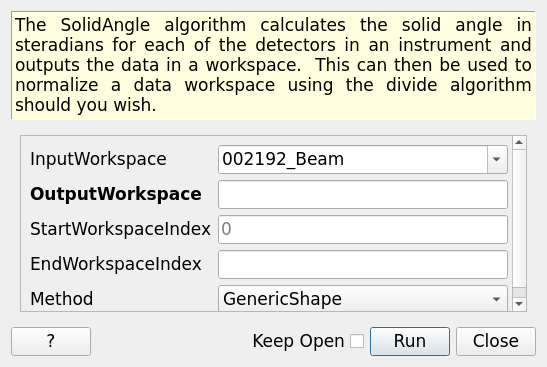 The SolidAngle algorithm calculates the solid angle in
steradians for each of the detectors in an instrument and
outputs the data in a workspace. This can then be used to
normalize a data workspace using the divide algorithm
should you wish.
InputWorkspace 002192_Beam
OutputWorkspace
StartWorkspaceIndex 0
EndWorkspaceIndex
Method GenericShape
? Keep Open Run Close